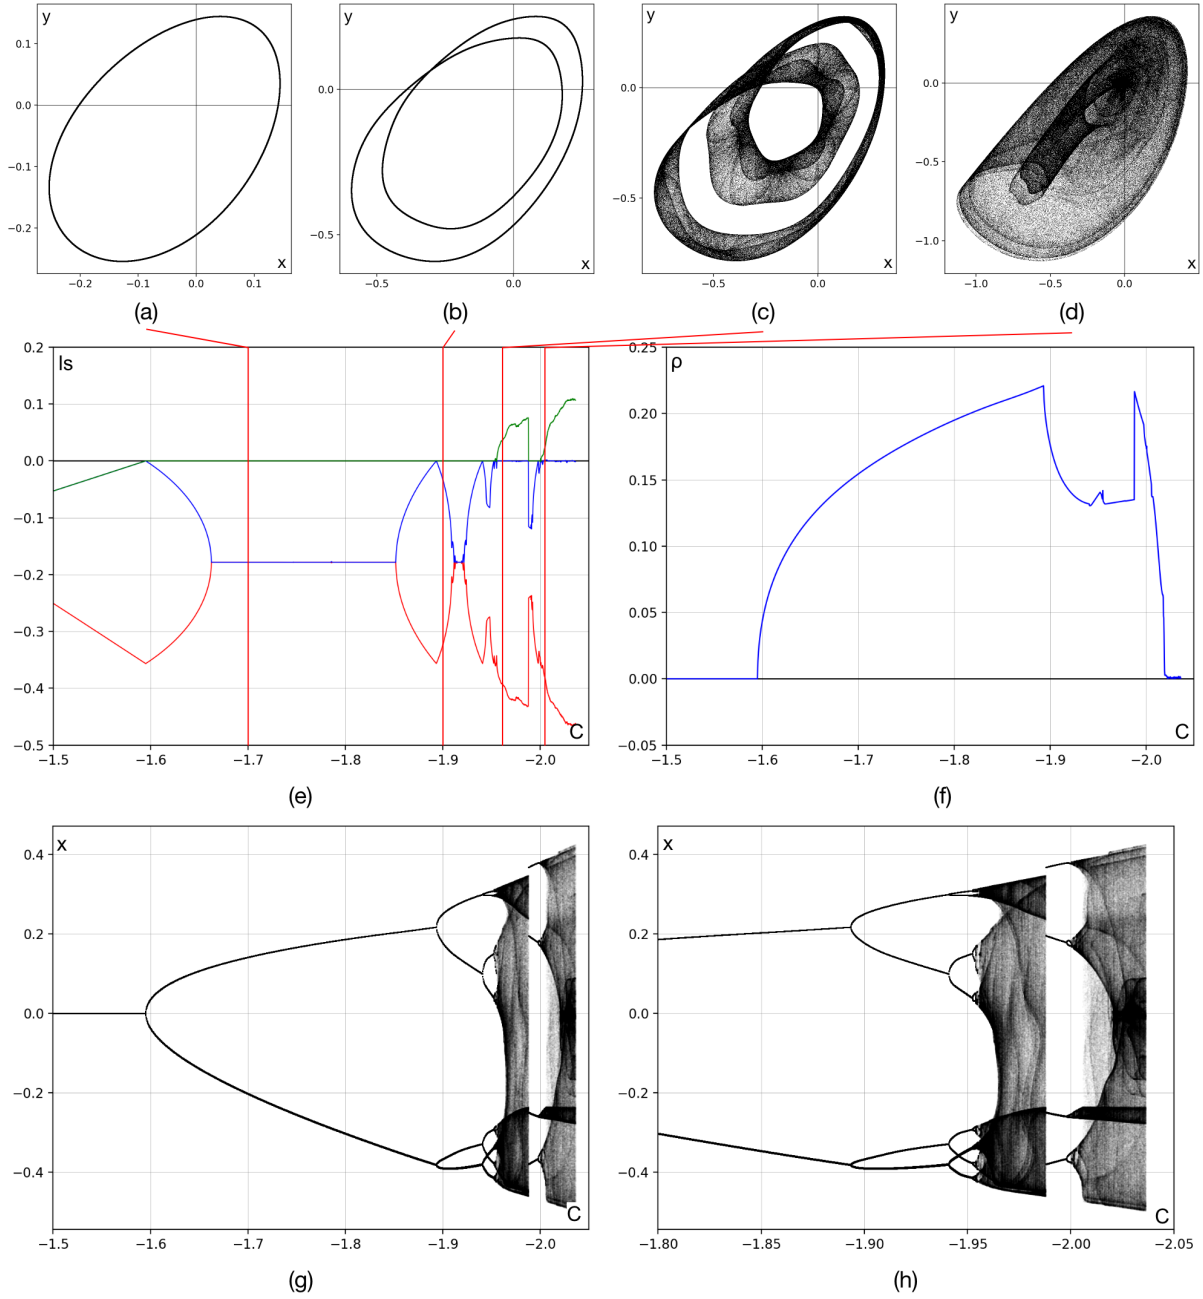 y
0.1
0.0
−0.1
−0.2
−0.2
−0.1
0.0
0.1
x
(a)
y
0.0
−0.5
−0.5
0.0
x
(b)
y
0.0
−0.5
−0.5
0.0
x
(c)
y
0.0
−0.5
−1.0
−1.0
−0.5
0.0
x
(d)
ls
0.2
0.1
0.0
−0.1
−0.2
−0.3
−0.4
−0.5
−1.5
−1.6
−1.7
−1.8
−1.9
−2.0
C
(e)
ρ
0.25
0.20
0.15
0.10
0.05
0.00
−0.05
−1.5
−1.6
−1.7
−1.8
−1.9
−2.0
C
(f)
x
0.4
0.2
0.0
−0.2
−0.4
−1.5
−1.6
−1.7
−1.8
−1.9
−2.0
C
(g)
x
0.4
0.2
0.0
−0.2
−0.4
−1.80
−1.85
−1.90
−1.95
−2.00
−2.05
C
(h)